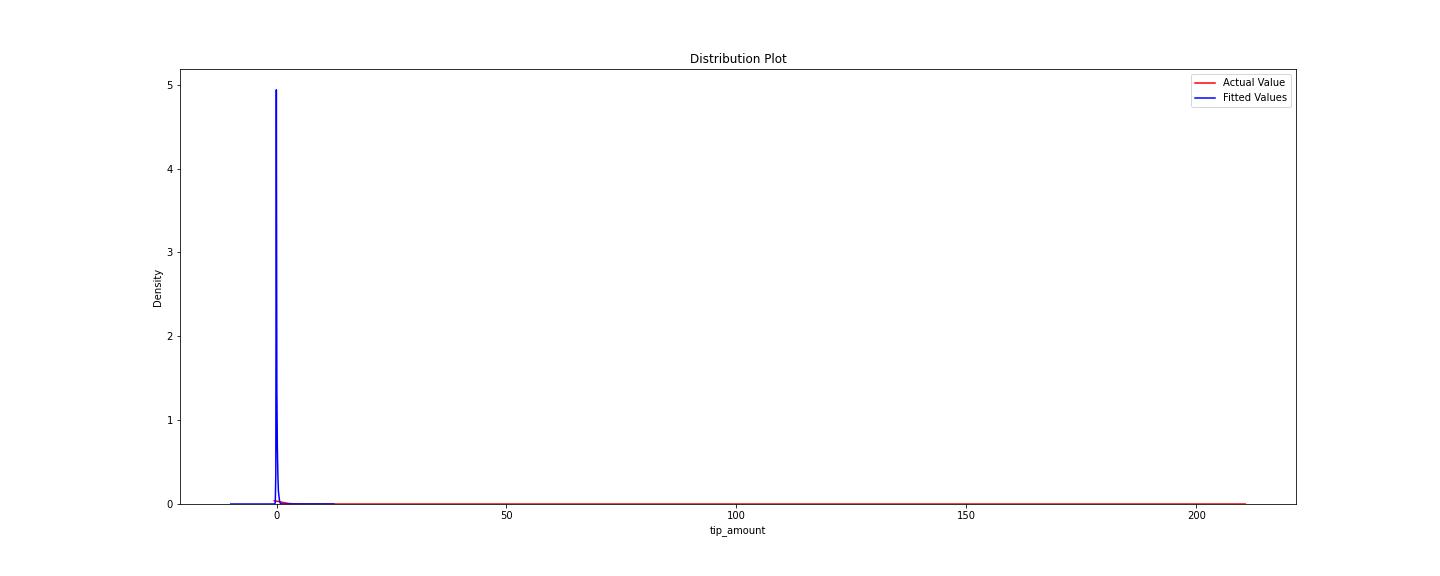 Distribution Plot
Actual Value
Fitted Values
5
4
3
2
1
0
Density
0
50
100
150
200
tip_amount